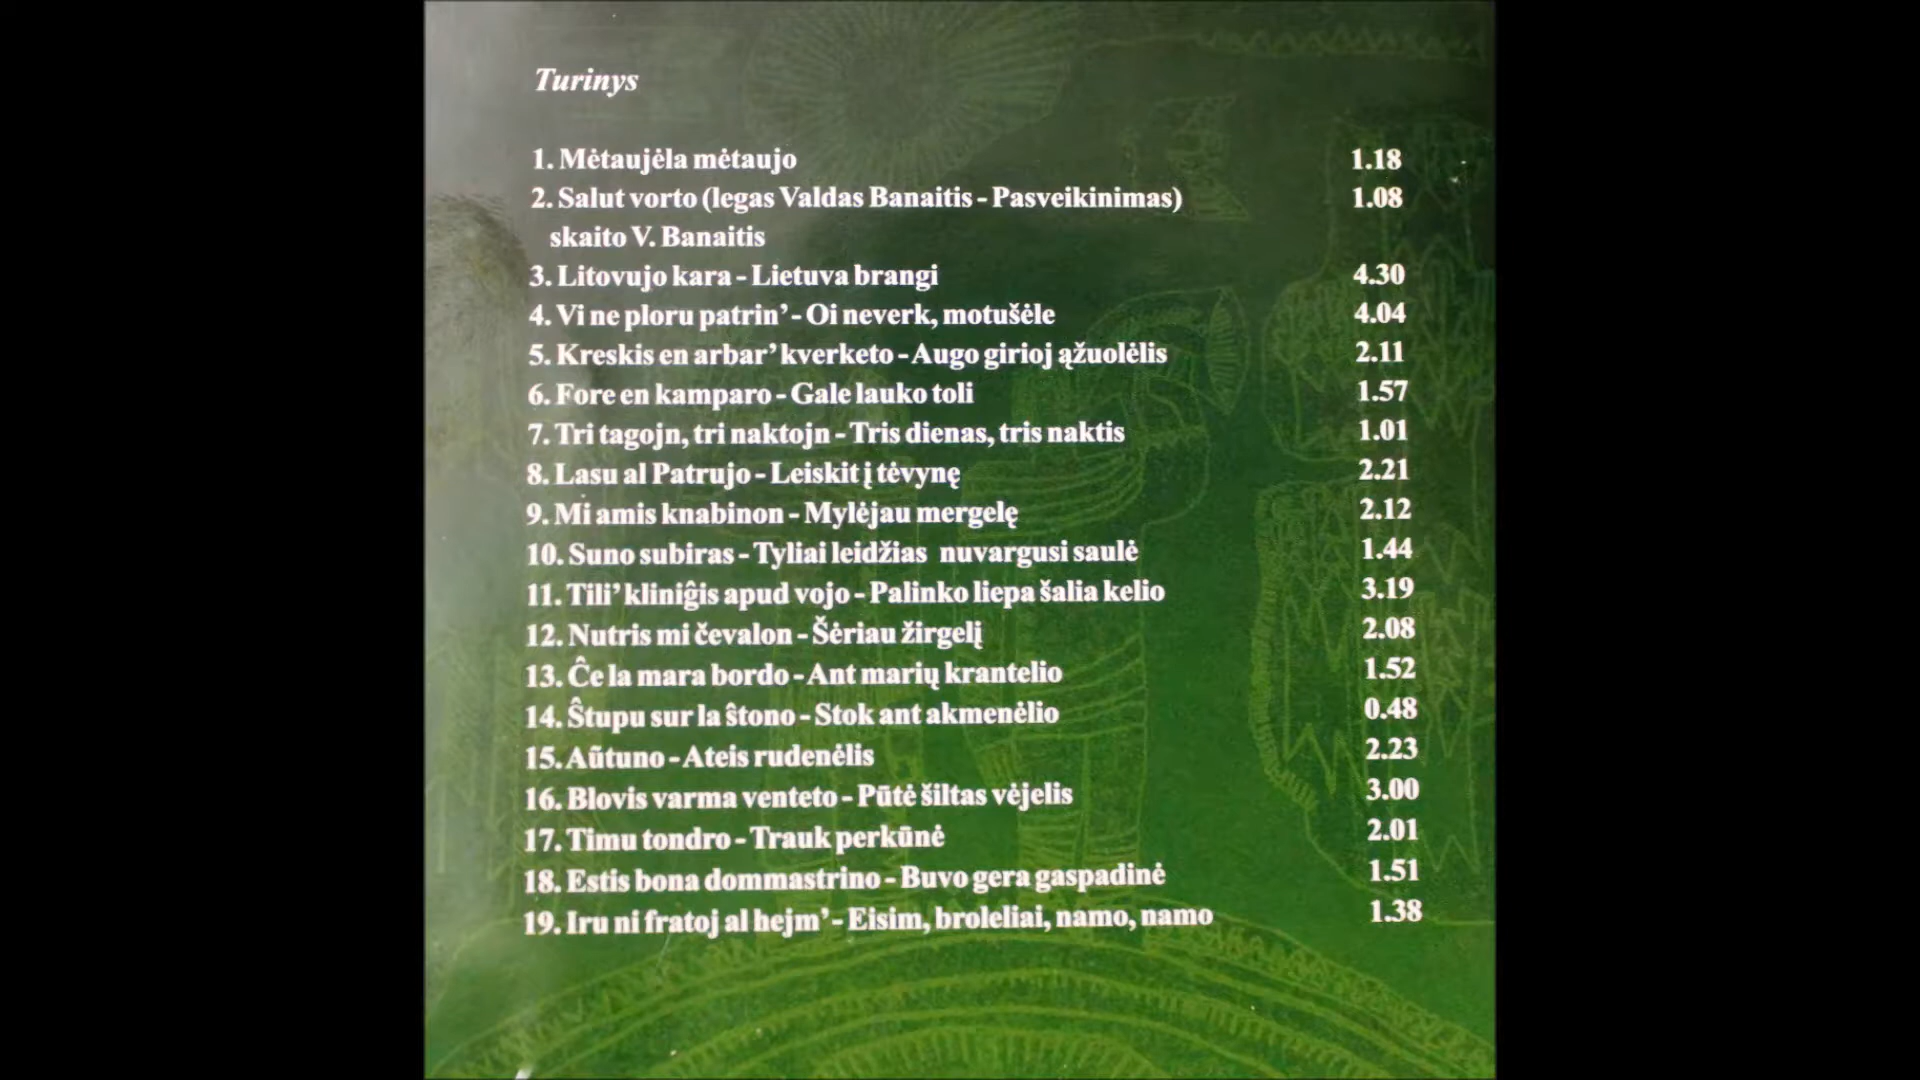 Turinys
1. Mėtaujėla mėtaujo 1.18
2. Salut vorto (legas Valdas Banaitis - Pasveikinimas) 1.08
skaito V. Banaitis
3. Litovujo kara - Lietuva brangi 4.30
4. Vi ne ploru patrin’ - Oi neverk, motušėle 4.04
5. Kreskis en arbar’ kverketo - Augo girioj ąžuolėlis 2.11
6. Fore en kamparo - Gale lauko toli 1.57
7. Tri tagojn, tri naktojn - Tris dienas, tris naktis 1.01
8. Lasu al Patrujo - Leiskit į tėvynę 2.21
9. Mi amis knabinon - Mylėjau mergelę 2.12
10. Suno subiras - Tyliai leidžias nuvargusi saulė 1.44
11. Tili’ kliniĝis apud vojo - Palinko liepa šalia kelio 3.19
12. Nutris mi čevalon - Šėriau žirgelį 2.08
13. Ĉe la mara bordo - Ant marių krantelio 1.52
14. Ŝtupu sur la ŝtono - Stok ant akmenėlio 0.48
15. Aũtuno - Ateis rudenėlis 2.23
16. Blovis varma venteto - Pūtė šiltas vėjelis 3.00
17. Timu tondro - Trauk perkūnė 2.01
18. Estis bona dommastrino - Buvo gera gaspadinė 1.51
19. Iru ni fratoj al hejm’ - Eisim, broleliai, namo, namo 1.38